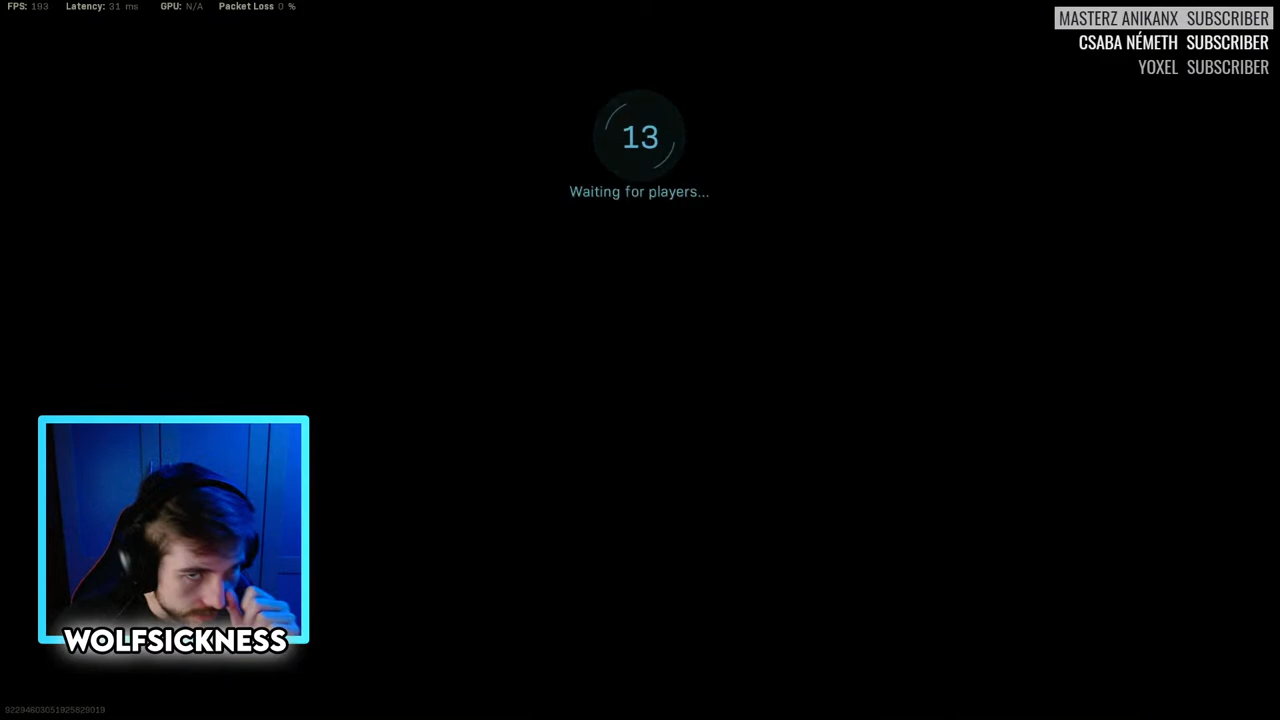 FPS: 193 Latency: 31 ms GPU: N/A Packet Loss 0 %
MASTERZ ANIKANX SUBSCRIBER
CSABA NÉMETH SUBSCRIBER
YOXEL SUBSCRIBER
13
Waiting for players...
WOLFSICKNESS
92294603051925829019